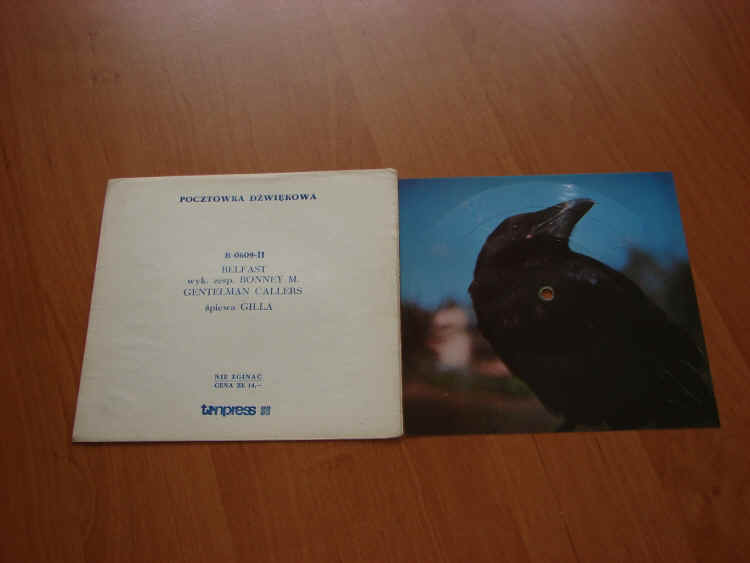 POCZTÓWKA DŹWIĘKOWA
R-0609-II
BELFAST
wyk. zesp. BONNEY M.
GENTELMAN CALLERS
śpiewa GILLA
NIE ZGINAĆ
CENA ZŁ 14,—
tonpress